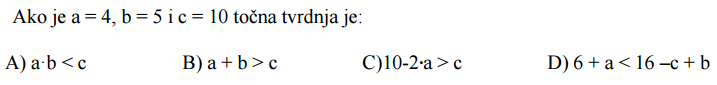 Ako je a = 4, b = 5 i c = 10 točna tvrdnja je:
A) a·b < c B) a + b > c C)10-2·a > c D) 6 + a < 16 –c + b